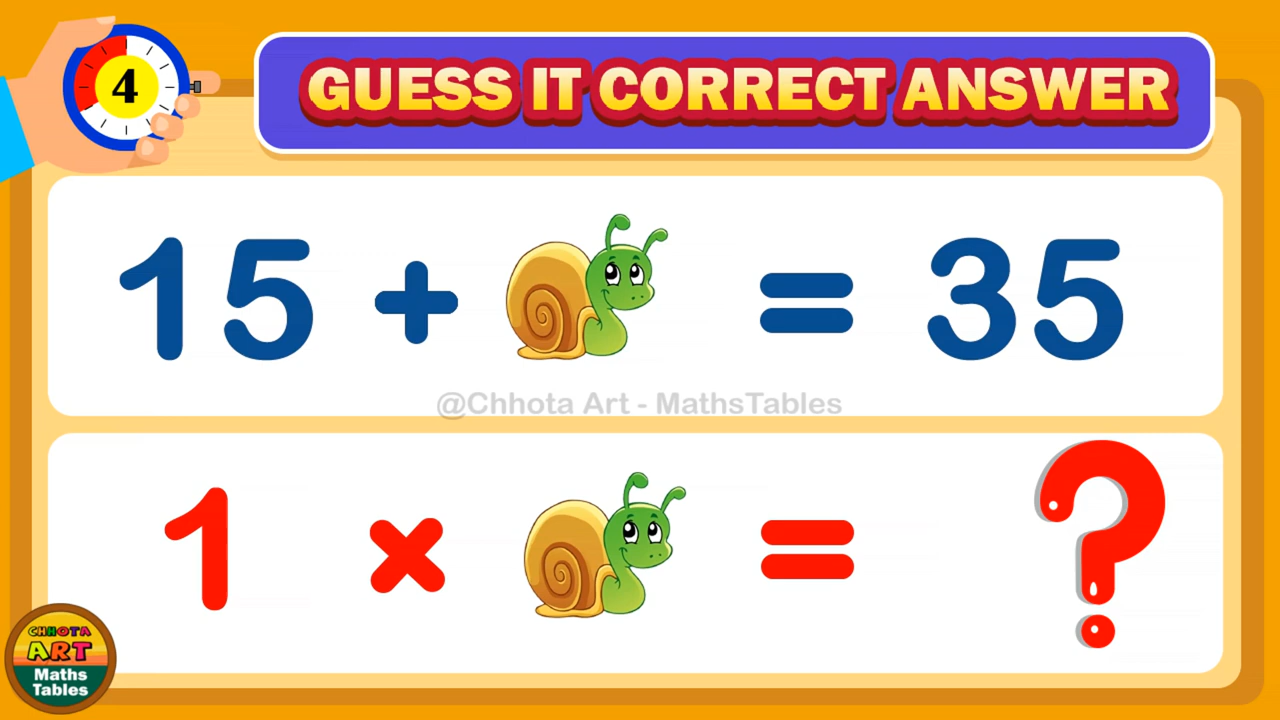 4
GUESS IT CORRECT ANSWER
15 + = 35
@Chhota Art - MathsTables
1 × = ?
CHHOTA
ART
Maths
Tables